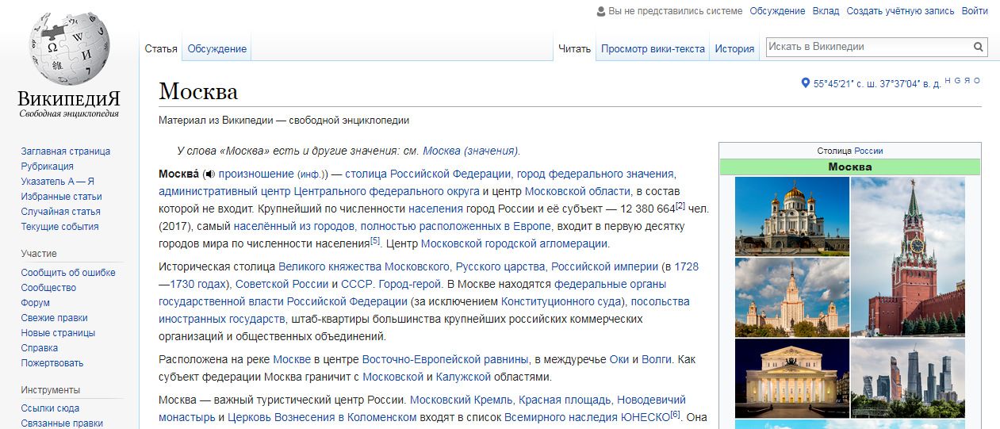 Вы не представились системе Обсуждение Вклад Создать учётную запись Войти
Статья Обсуждение Читать Просмотр вики-текста История Искать в Википедии
ВикипедиЯ
Свободная энциклопедия
Заглавная страница
Рубрикация
Указатель А — Я
Избранные статьи
Случайная статья
Текущие события
Участие
Сообщить об ошибке
Сообщество
Форум
Свежие правки
Новые страницы
Справка
Пожертвовать
Инструменты
Ссылки сюда
Связанные правки
Москва
55°45′21″ с. ш. 37°37′04″ в. д. H G Я O
Материал из Википедии — свободной энциклопедии
У слова «Москва» есть и другие значения: см. Москва (значения).
Москва́ (произношение (инф.)) — столица Российской Федерации, город федерального значения,
административный центр Центрального федерального округа и центр Московской области, в состав
которой не входит. Крупнейший по численности населения город России и её субъект — 12 380 664[2] чел.
(2017), самый населённый из городов, полностью расположенных в Европе, входит в первую десятку
городов мира по численности населения[5]. Центр Московской городской агломерации.
Историческая столица Великого княжества Московского, Русского царства, Российской империи (в 1728
—1730 годах), Советской России и СССР. Город-герой. В Москве находятся федеральные органы
государственной власти Российской Федерации (за исключением Конституционного суда), посольства
иностранных государств, штаб-квартиры большинства крупнейших российских коммерческих
организаций и общественных объединений.
Расположена на реке Москве в центре Восточно-Европейской равнины, в междуречье Оки и Волги. Как
субъект федерации Москва граничит с Московской и Калужской областями.
Москва — важный туристический центр России. Московский Кремль, Красная площадь, Новодевичий
монастырь и Церковь Вознесения в Коломенском входят в список Всемирного наследия ЮНЕСКО[6]. Она
Столица России
Москва